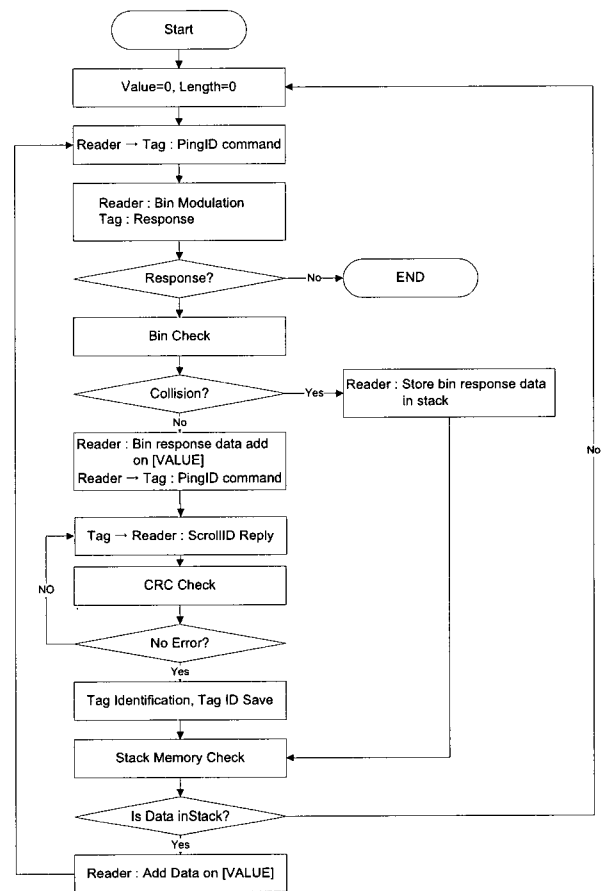 Start
Value=0, Length=0
Reader → Tag : PingID command
Reader : Bin Modulation
Tag : Response
Response?
No
END
Bin Check
Collision?
Yes
Reader : Store bin response data
in stack
No
Reader : Bin response data add
on [VALUE]
Reader → Tag : PingID command
No
Tag → Reader : ScrollID Reply
CRC Check
NO
No Error?
Yes
Tag Identification, Tag ID Save
Stack Memory Check
Is Data inStack?
Yes
Reader : Add Data on [VALUE]